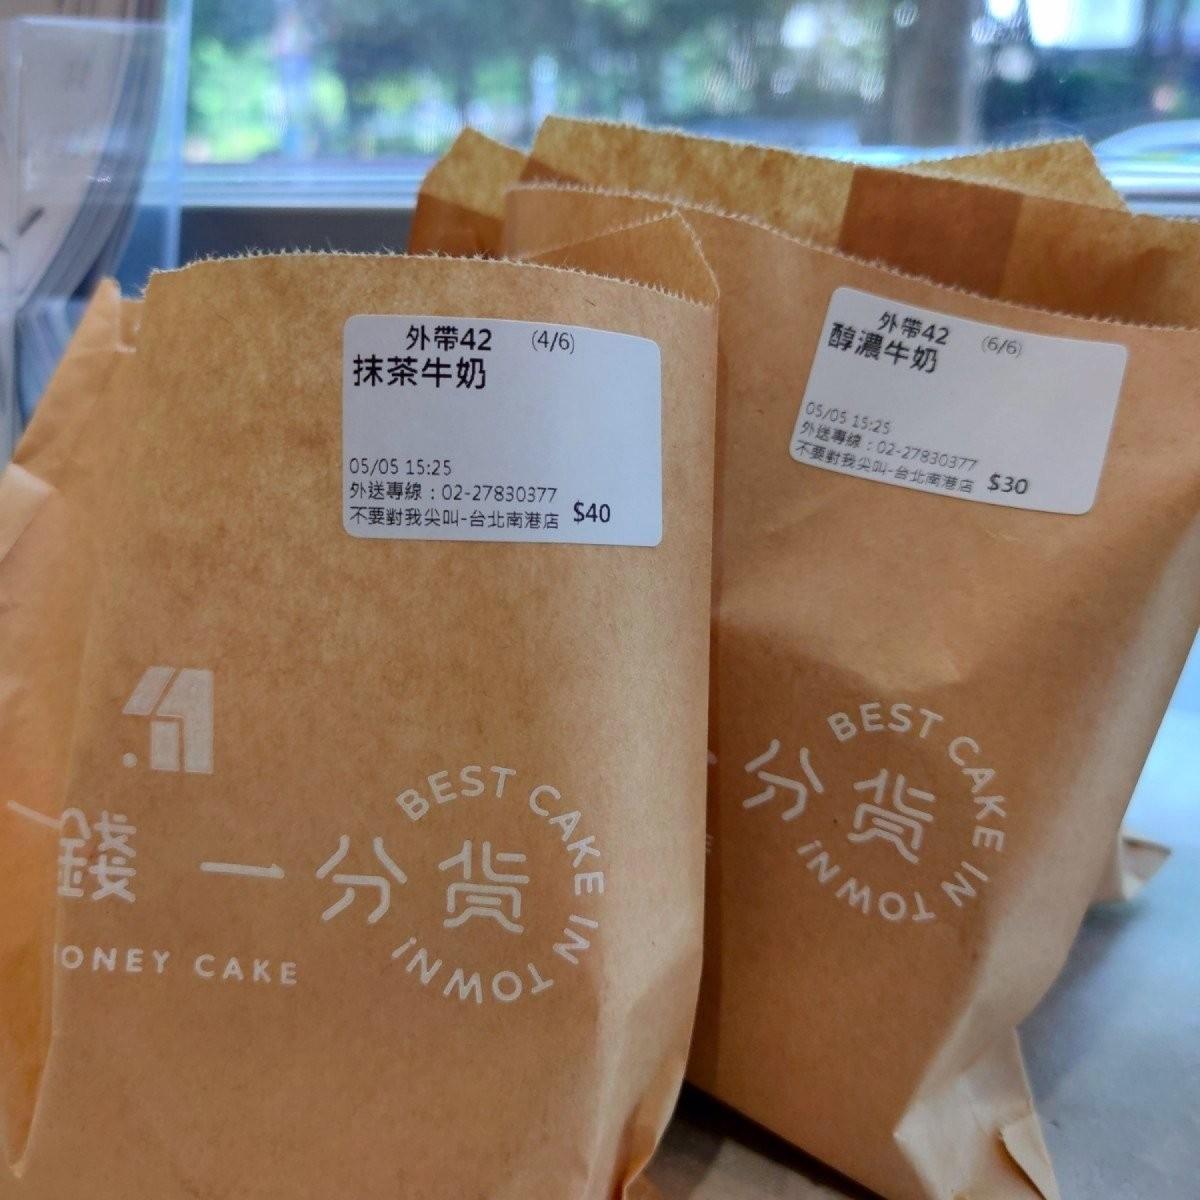 外帶42 (4/6)
抹茶牛奶
05/05 15:25
外送專線：02-27830377
不要對我尖叫-台北南港店 $40
外帶42 (6/6)
醇濃牛奶
05/05 15:25
外送專線：02-27830377
不要對我尖叫-台北南港店 $30
錢一分貨
ONEY CAKE
BEST CAKE IN TOWN!
分貨
BEST CAKE IN TOWN!